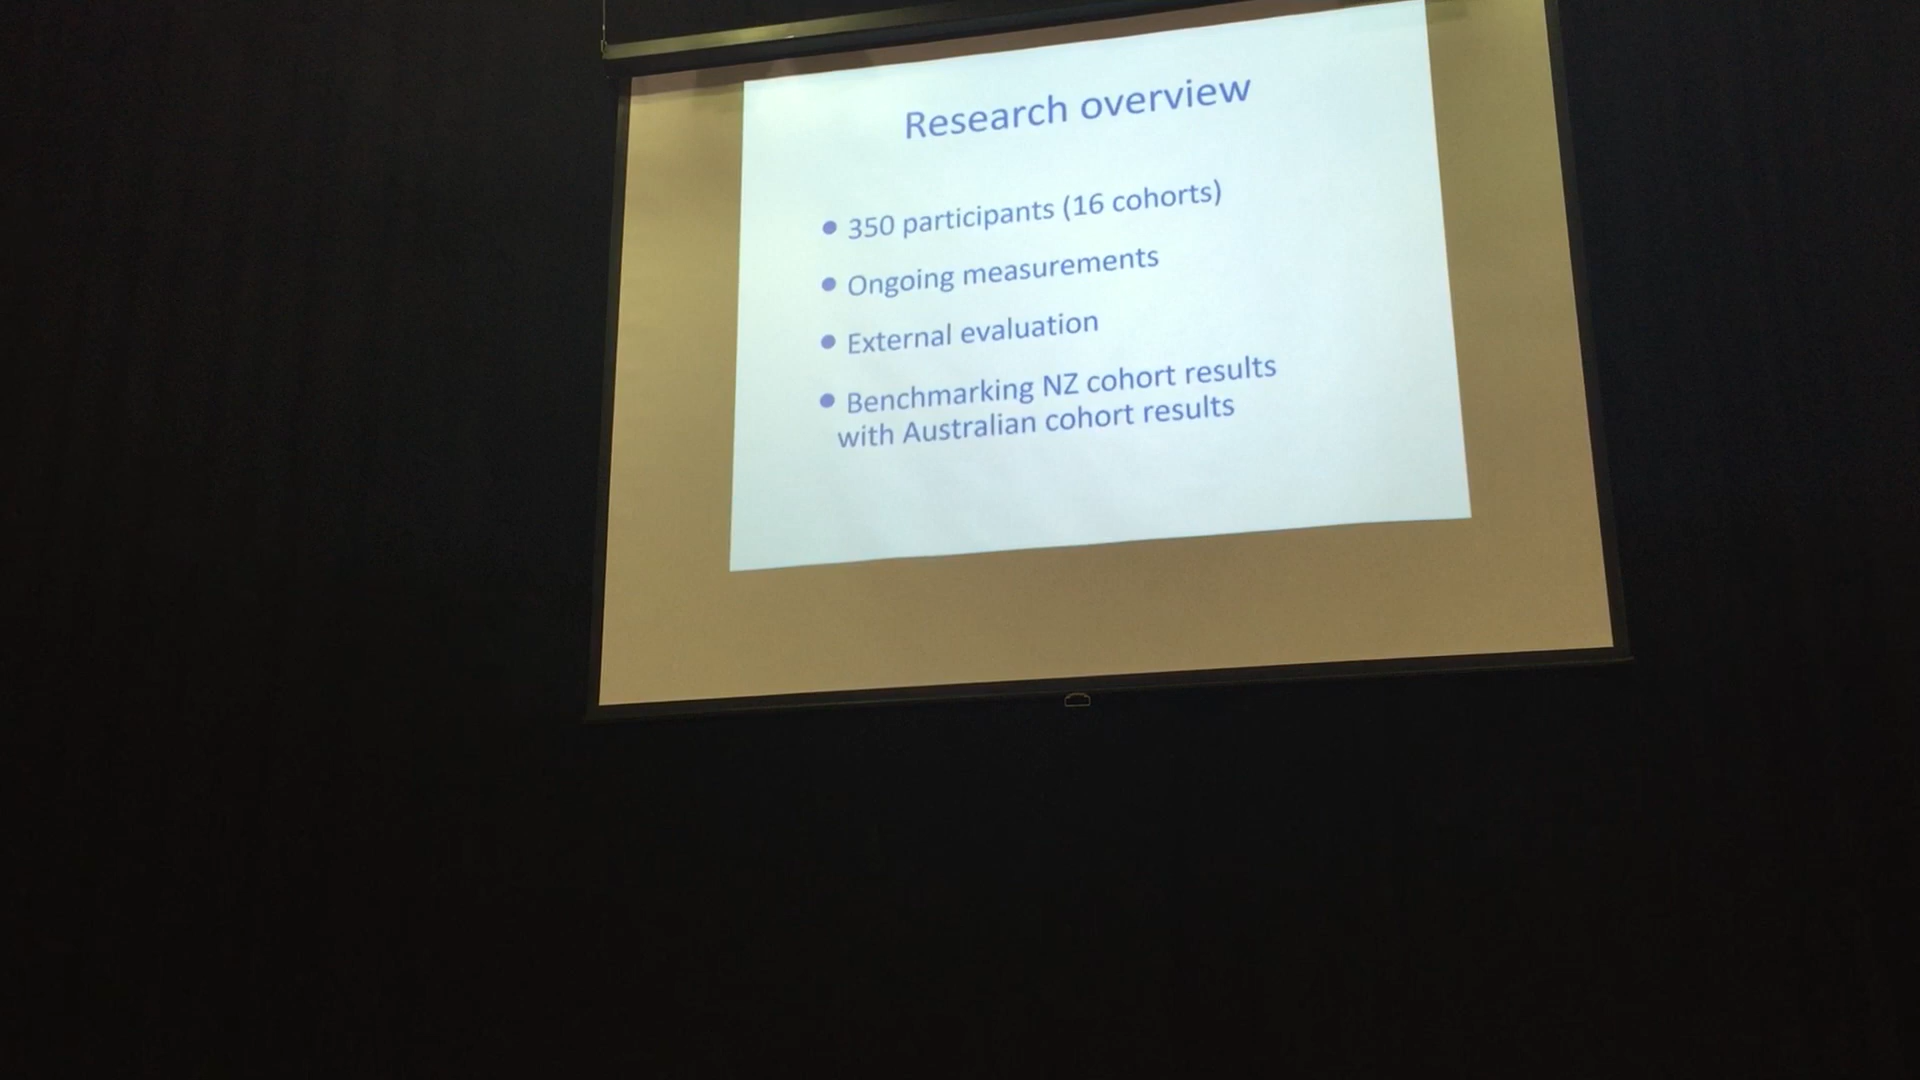 Research overview
• 350 participants (16 cohorts)
• Ongoing measurements
• External evaluation
• Benchmarking NZ cohort results
with Australian cohort results